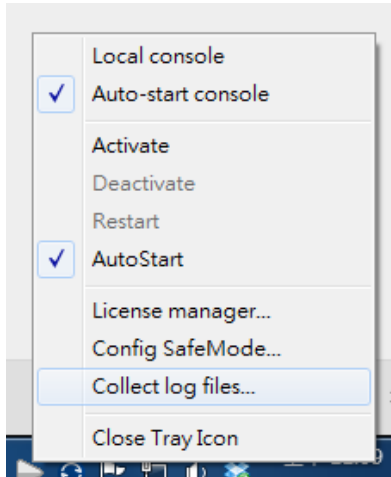 Local console
Auto-start console
Activate
Deactivate
Restart
AutoStart
License manager...
Config SafeMode...
Collect log files...
Close Tray Icon